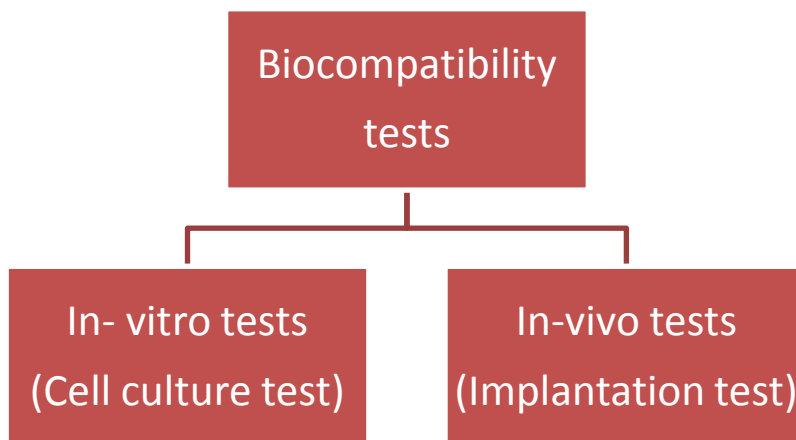 Biocompatibility
tests
In- vitro tests
(Cell culture test)
In-vivo tests
(Implantation test)